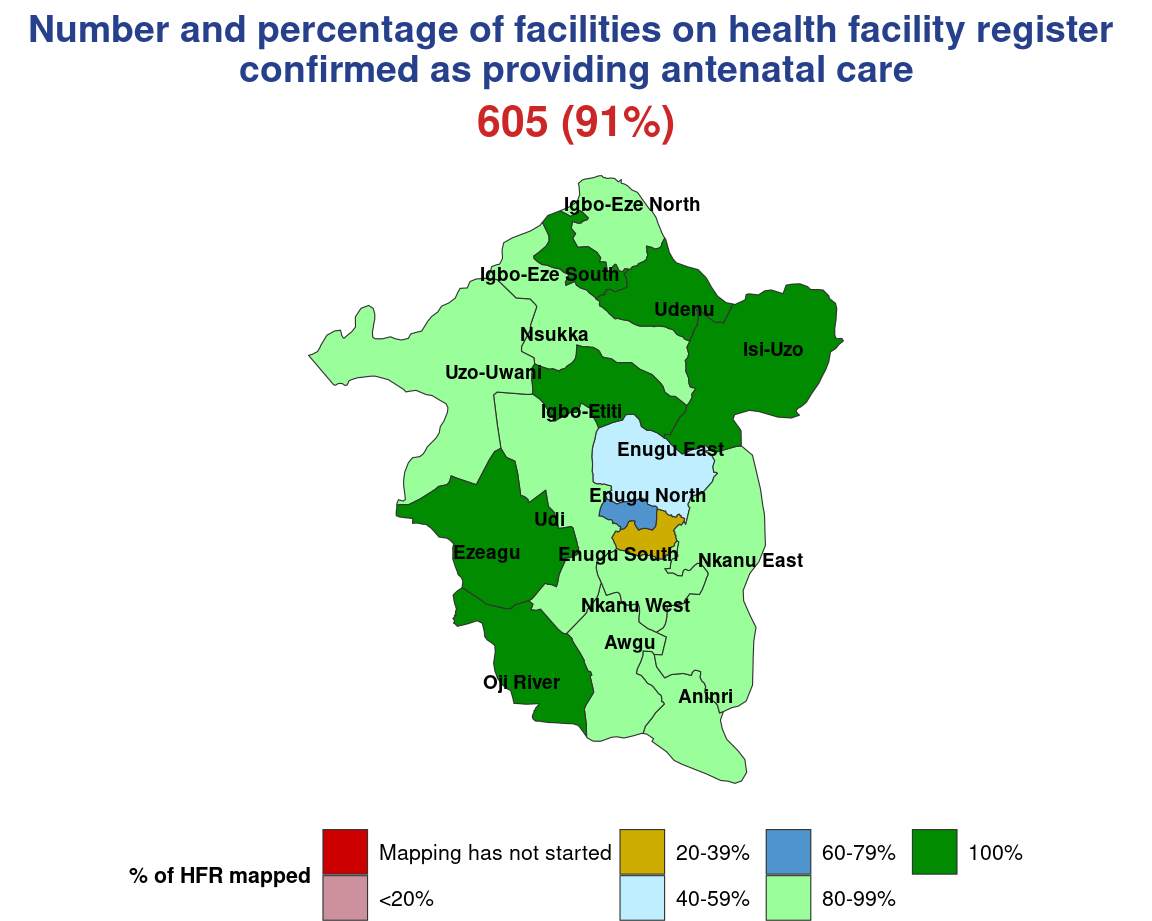 Number and percentage of facilities on health facility register
confirmed as providing antenatal care
605 (91%)
Igbo-Eze North
Igbo-Eze South
Udenu
Nsukka
Isi-Uzo
Uzo-Uwani
Igbo-Etiti
Enugu East
Enugu North
Udi
Ezeagu
Enugu South
Nkanu East
Nkanu West
Awgu
Oji River
Aninri
% of HFR mapped
Mapping has not started
<20%
20-39%
40-59%
60-79%
80-99%
100%